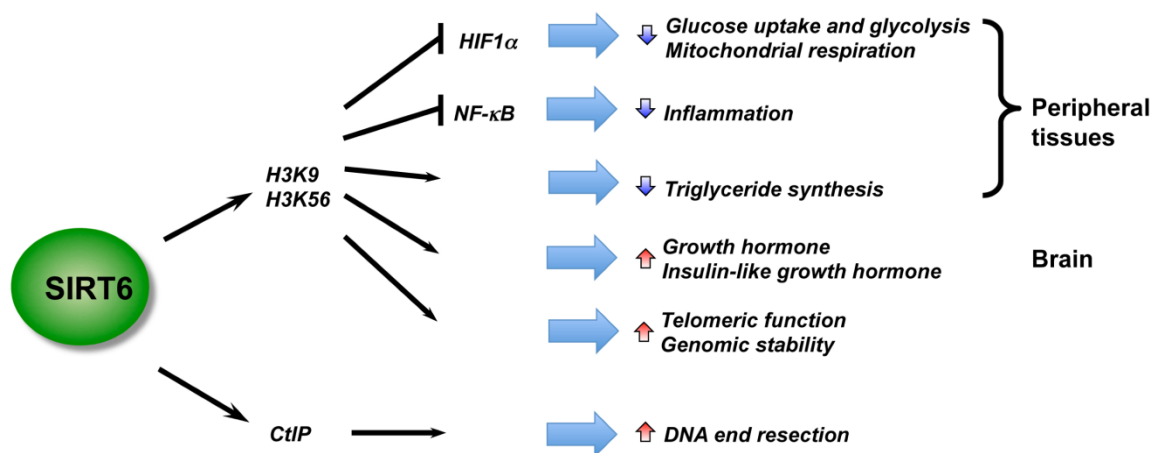 HIF1α
Glucose uptake and glycolysis
Mitochondrial respiration
NF-κB
Inflammation
Peripheral
tissues
H3K9
H3K56
Triglyceride synthesis
Growth hormone
Insulin-like growth hormone
Brain
SIRT6
Telomeric function
Genomic stability
CtIP
DNA end resection